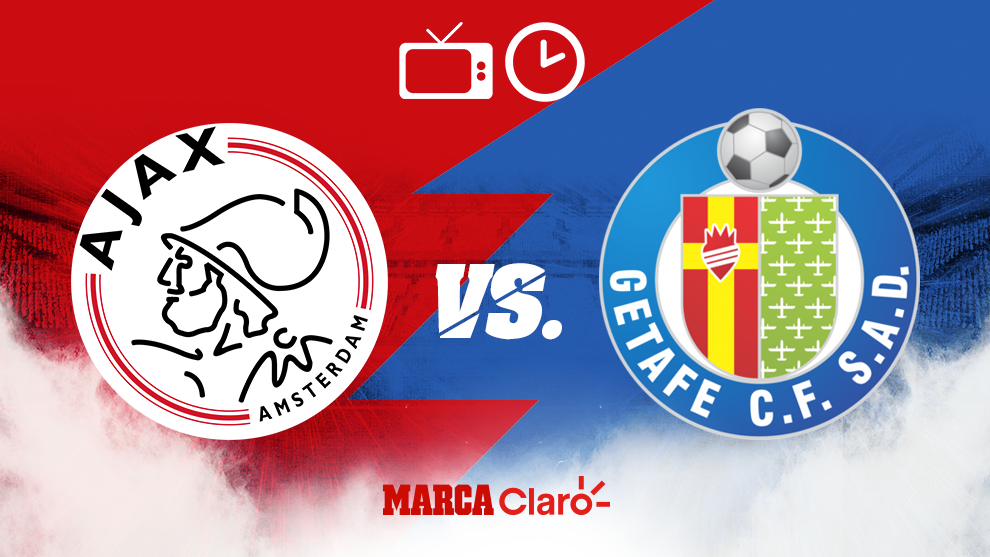 AJAX
AMSTERDAM
VS.
GETAFE C.F. S.A.D.
MARCA Claro